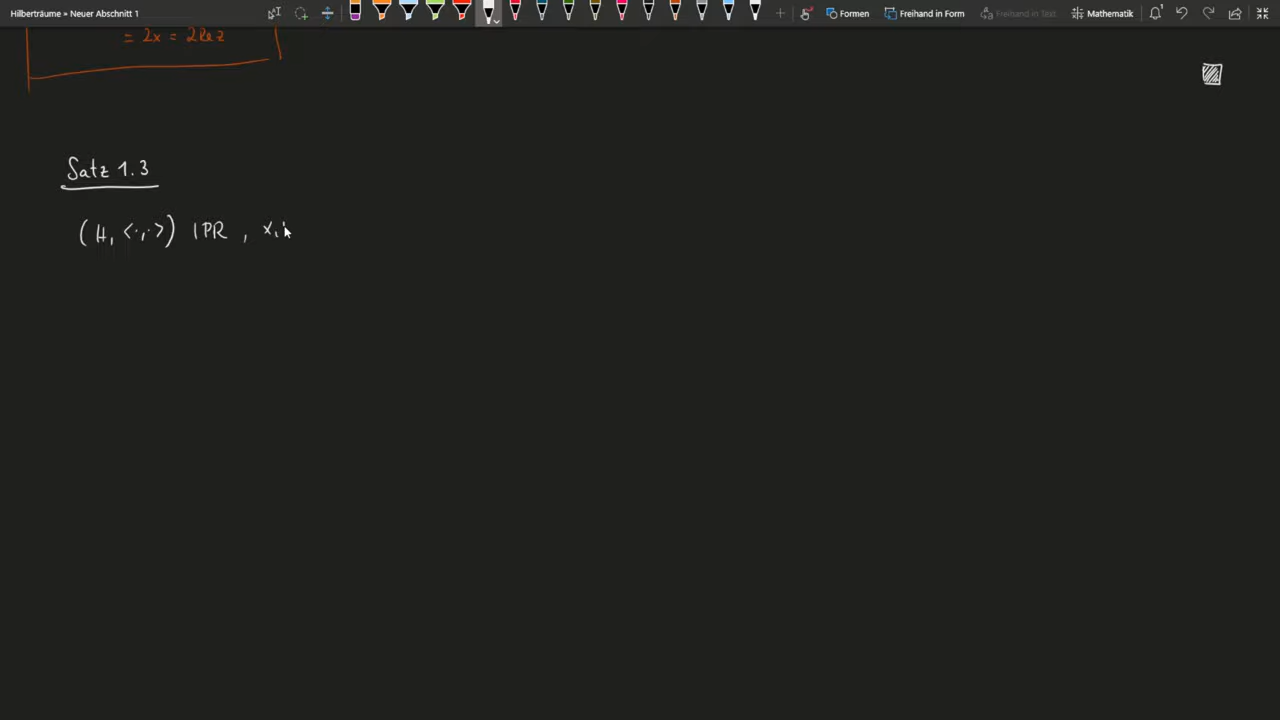 Hilberträume » Neuer Abschnitt 1
Formen
Freihand in Form
Freihand in Text
Mathematik
= 2x = 2Re z
Satz 1.3
(H, <·,·>) IPR , x,